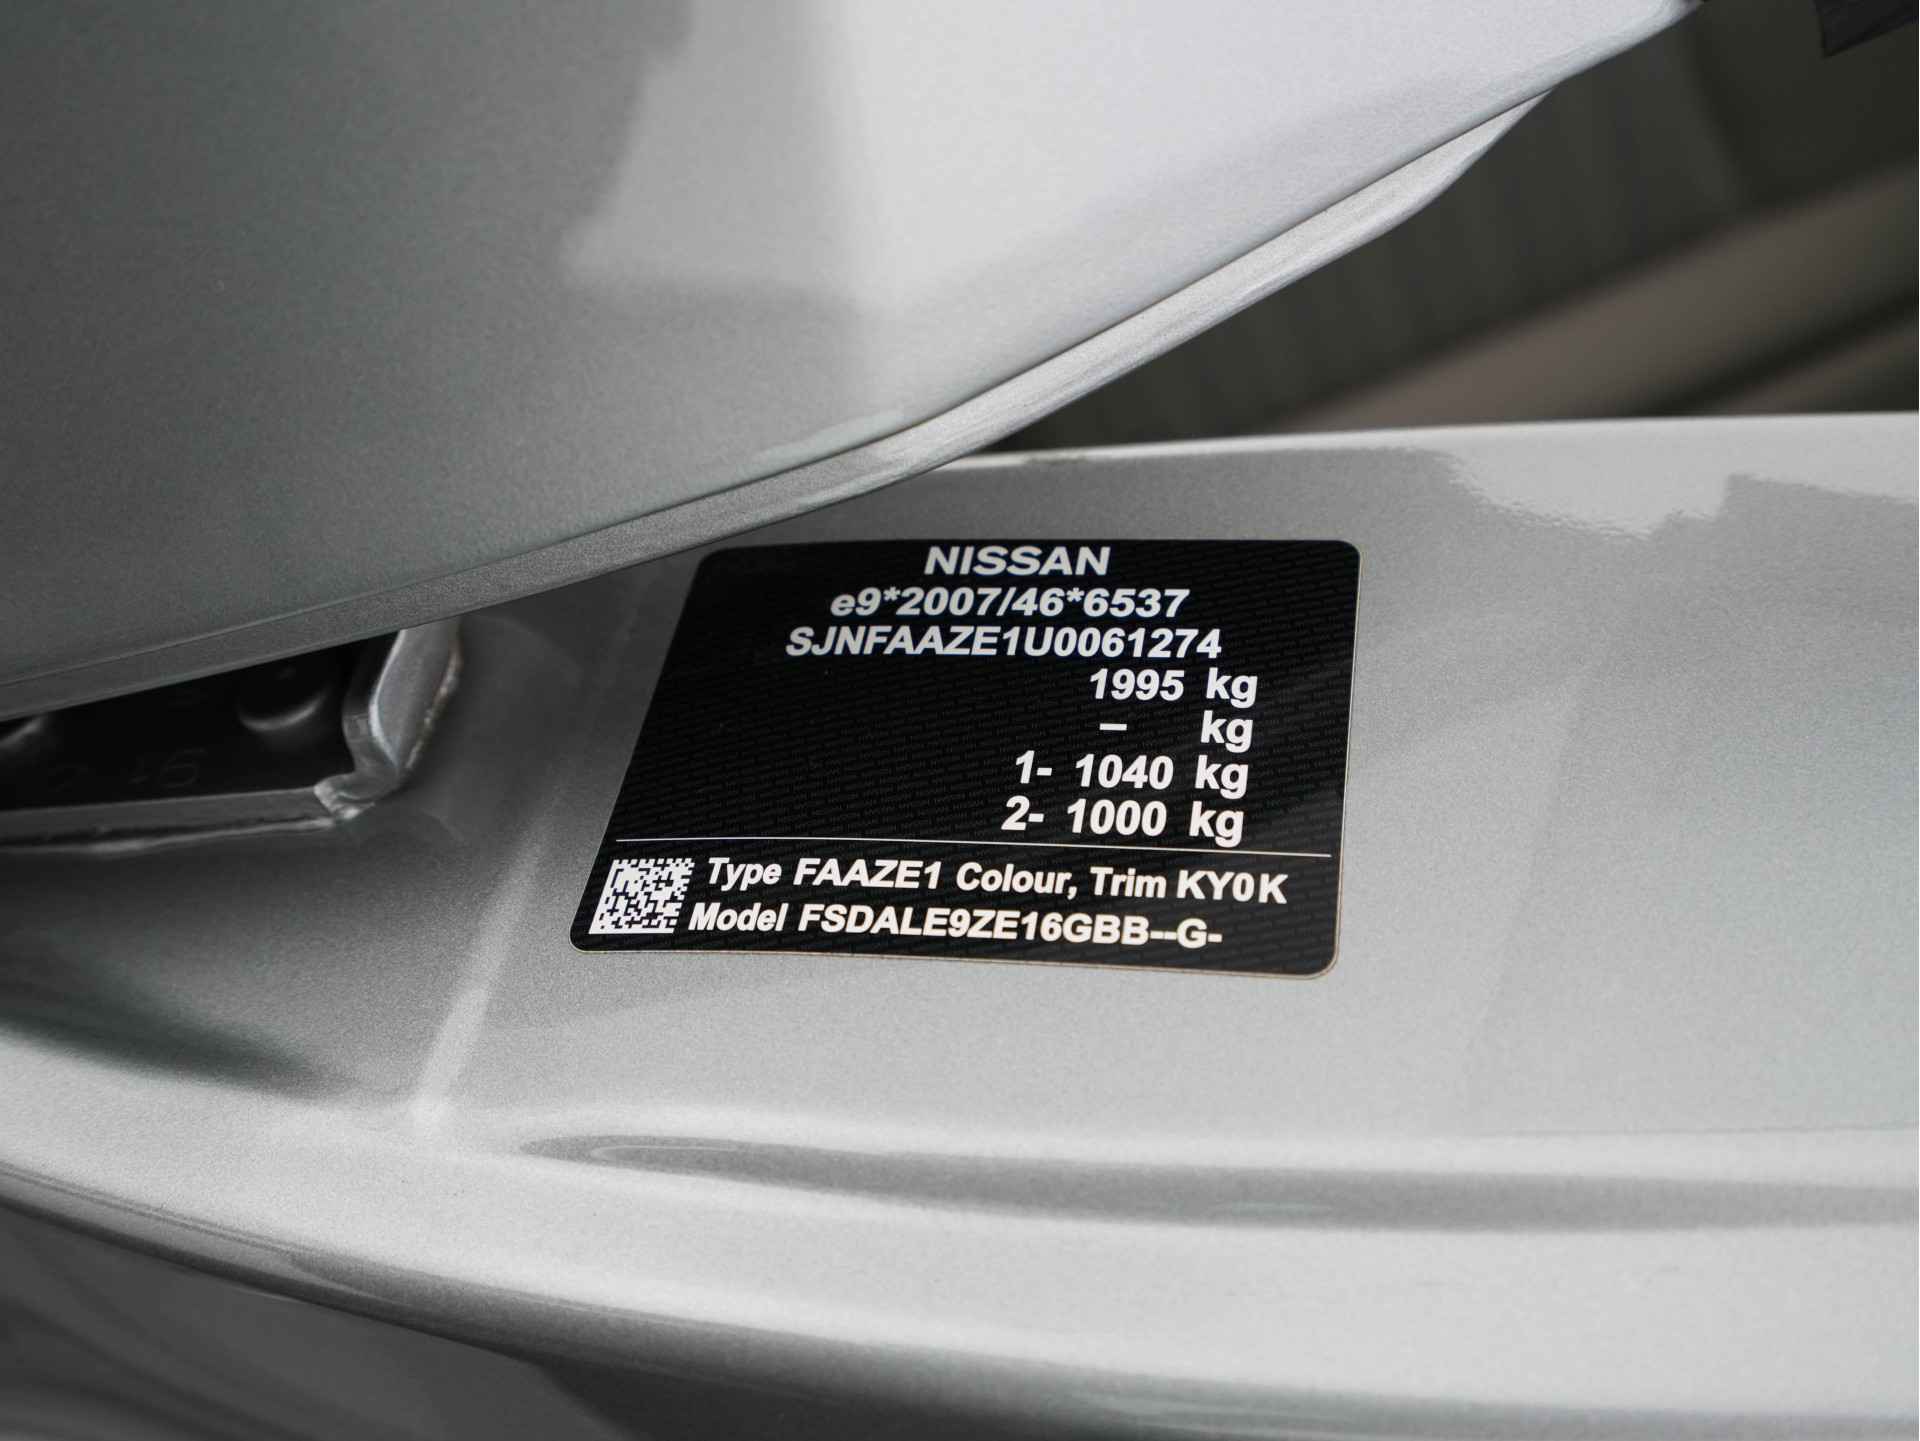 NISSAN
e9*2007/46*6537
SJNFAAZE1U0061274
1995 kg
– kg
1- 1040 kg
2- 1000 kg
Type FAAZE1 Colour, Trim KY0 K
Model FSDALE9ZE16GBB--G-